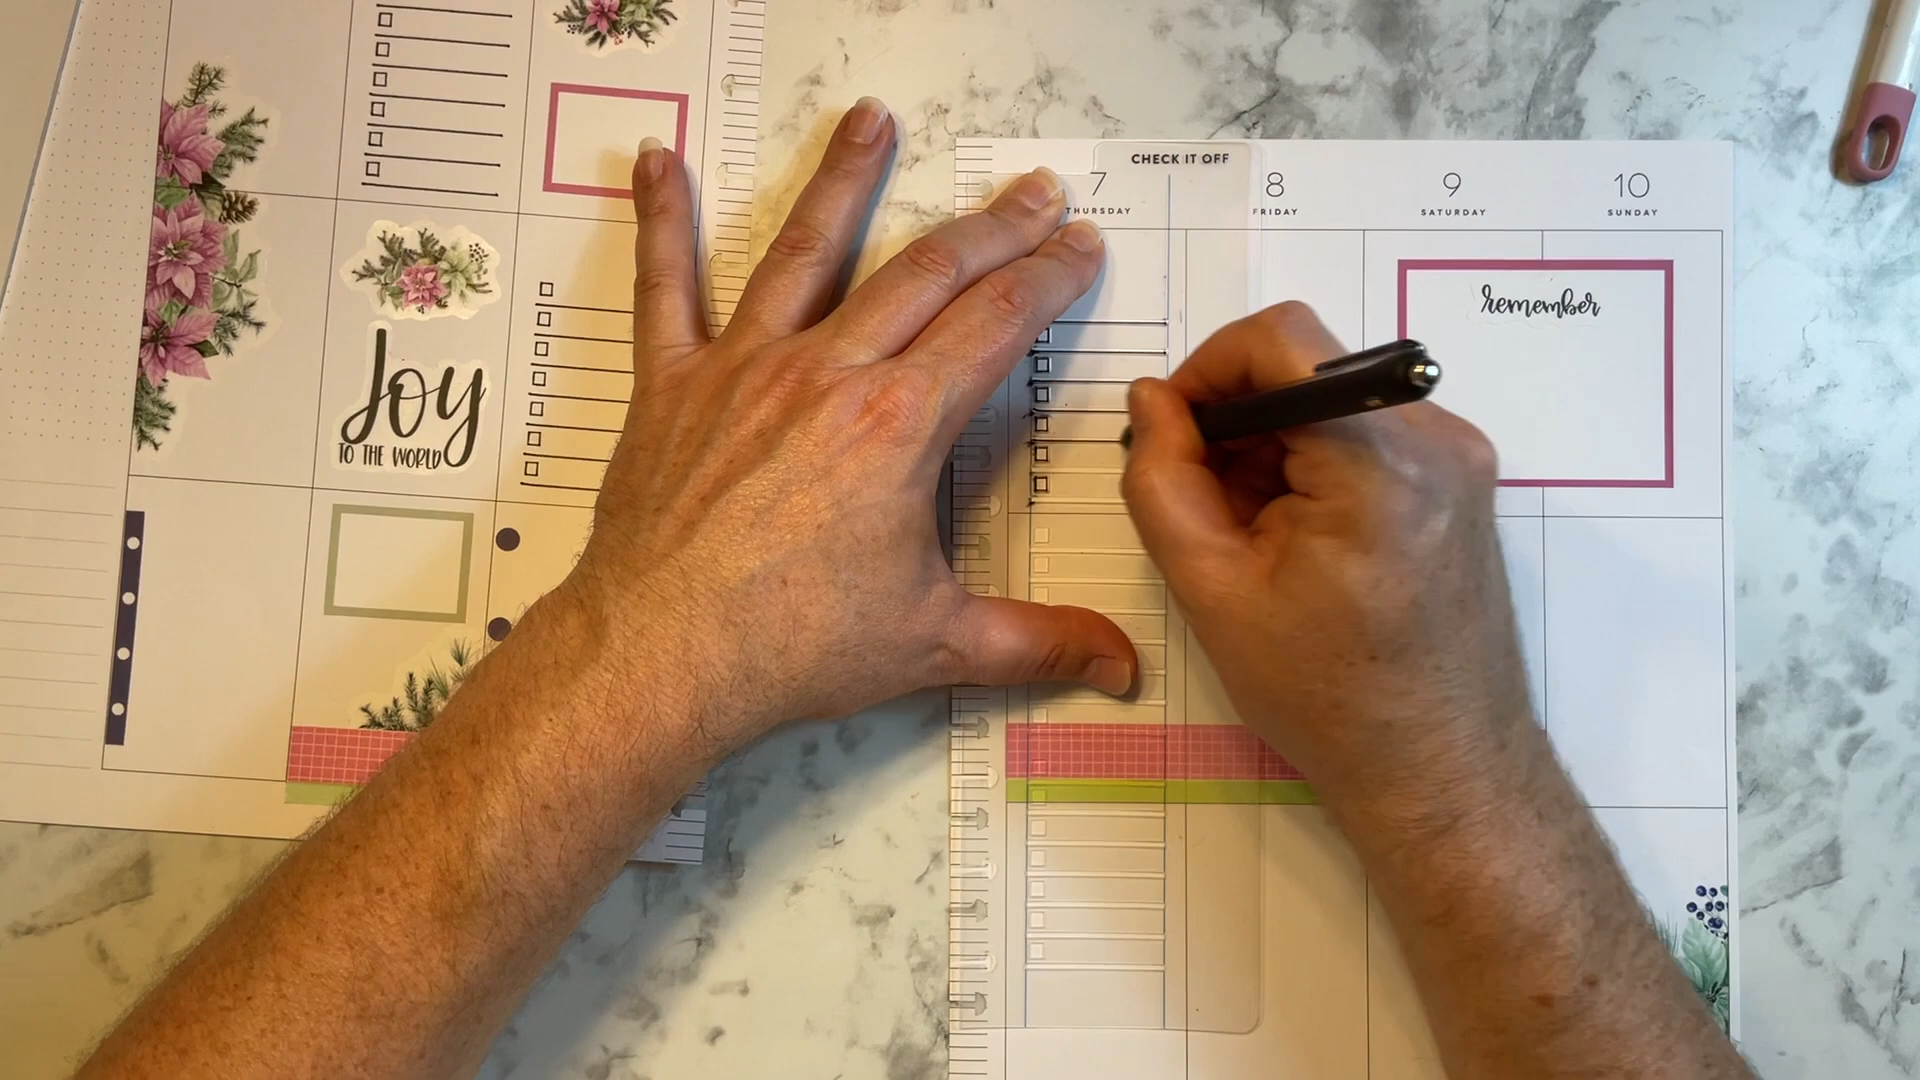 Joy
TO THE WORLD
CHECK IT OFF
7 8 9 10
THURSDAY FRIDAY SATURDAY SUNDAY
remember